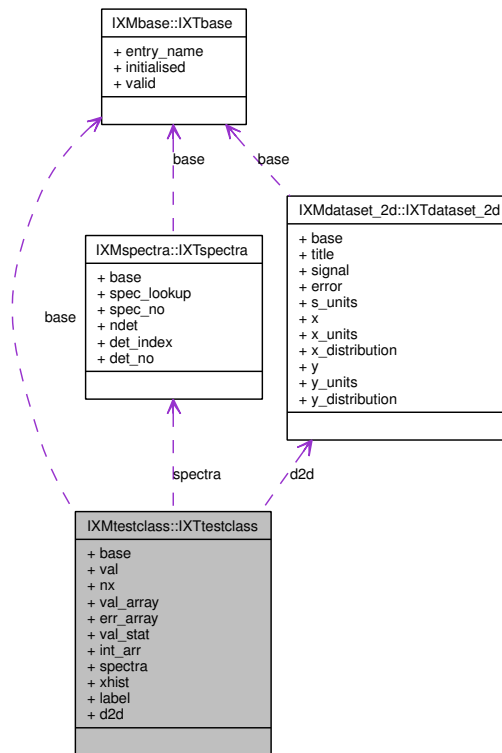 IXMbase::IXTbase
+ entry_name
+ initialised
+ valid
base
base
IXMspectra::IXTspectra
+ base
+ spec_lookup
+ spec_no
+ ndet
+ det_index
+ det_no
IXMdataset_2d::IXTdataset_2d
+ base
+ title
+ signal
+ error
+ s_units
+ x
+ x_units
+ x_distribution
+ y
+ y_units
+ y_distribution
base
spectra
d2d
IXMtestclass::IXTtestclass
+ base
+ val
+ nx
+ val_array
+ err_array
+ val_stat
+ int_arr
+ spectra
+ xhist
+ label
+ d2d